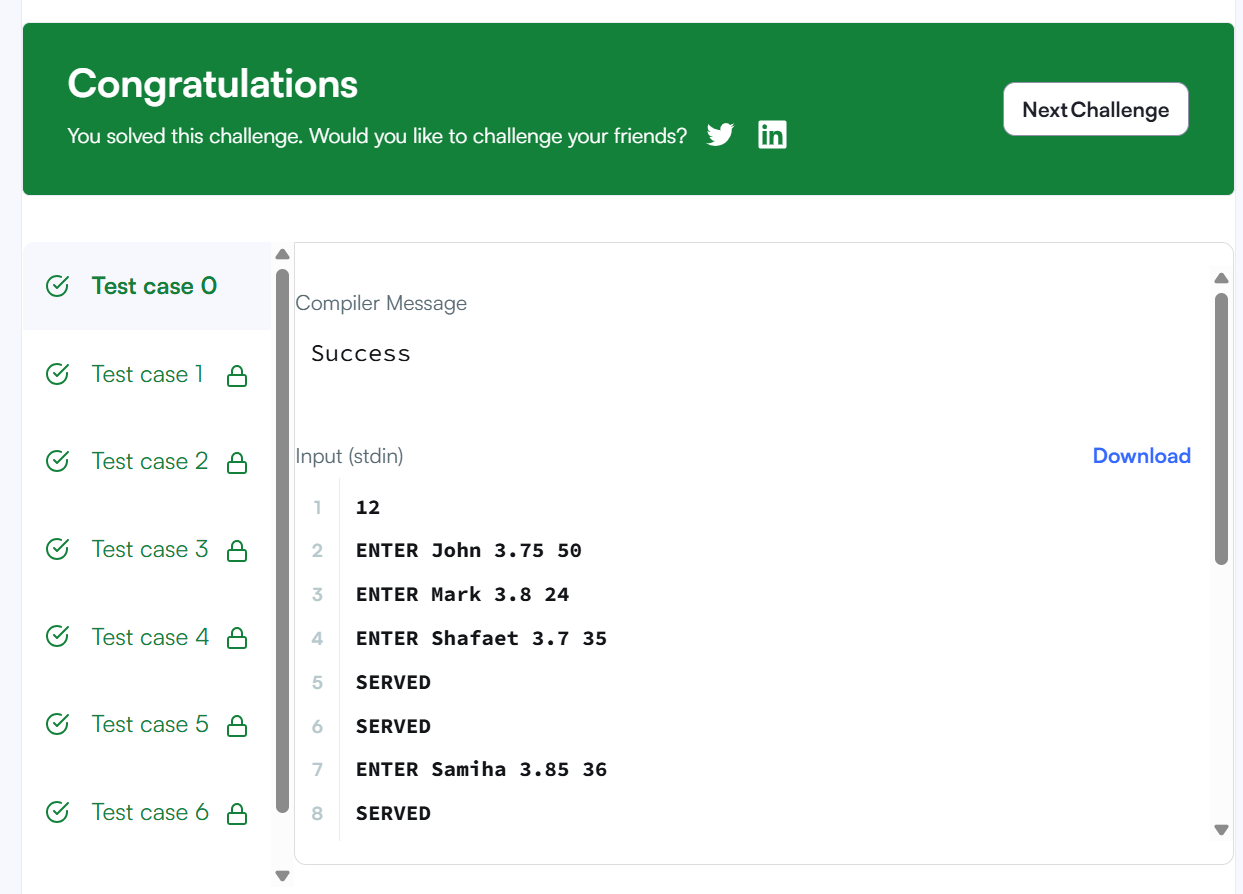 Congratulations
You solved this challenge. Would you like to challenge your friends?
in
Next Challenge
Test case 0
Test case 1
Test case 2
Test case 3
Test case 4
Test case 5
Test case 6
Compiler Message
Success
Input (stdin)
Download
1 12
2 ENTER John 3.75 50
3 ENTER Mark 3.8 24
4 ENTER Shafaet 3.7 35
5 SERVED
6 SERVED
7 ENTER Samiha 3.85 36
8 SERVED